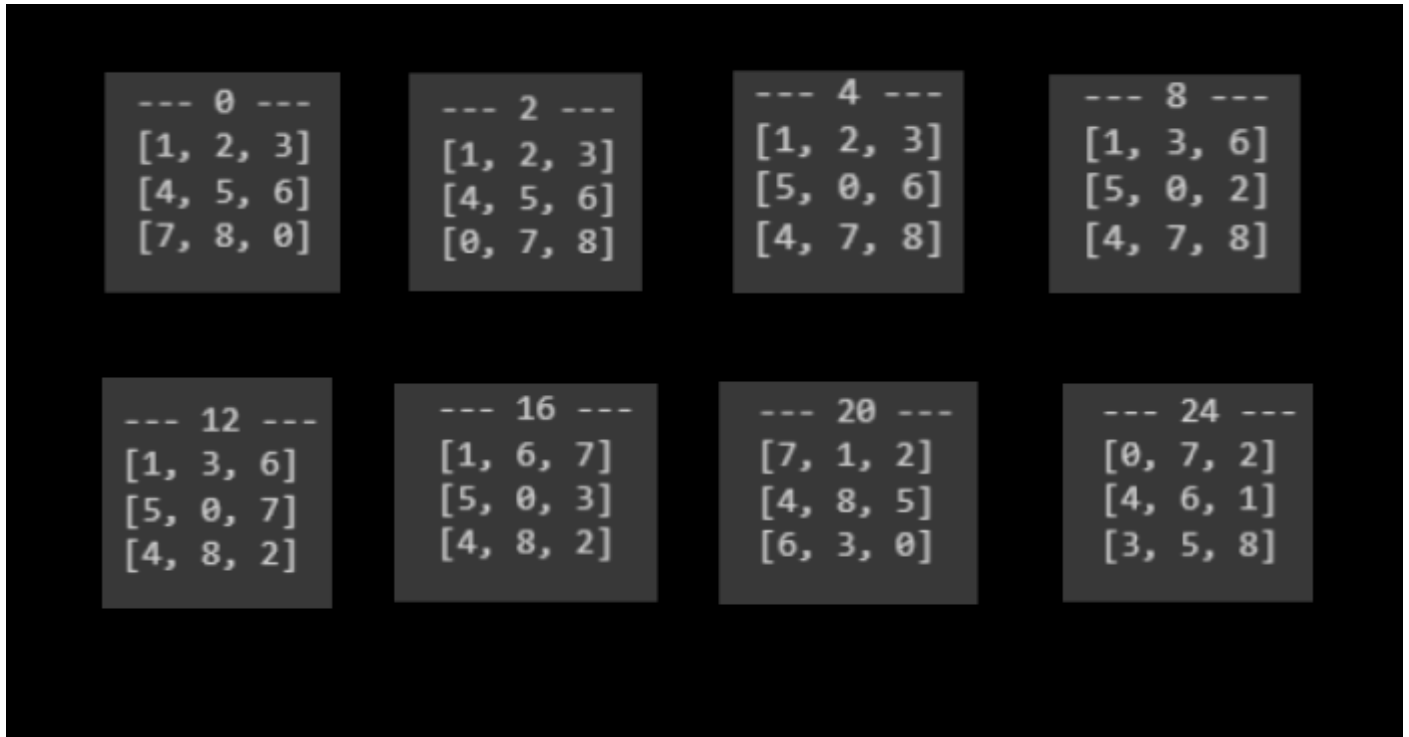 --- 0 ---
[1, 2, 3]
[4, 5, 6]
[7, 8, 0]
--- 2 ---
[1, 2, 3]
[4, 5, 6]
[0, 7, 8]
--- 4 ---
[1, 2, 3]
[5, 0, 6]
[4, 7, 8]
--- 8 ---
[1, 3, 6]
[5, 0, 2]
[4, 7, 8]
--- 12 ---
[1, 3, 6]
[5, 0, 7]
[4, 8, 2]
--- 16 ---
[1, 6, 7]
[5, 0, 3]
[4, 8, 2]
--- 20 ---
[7, 1, 2]
[4, 8, 5]
[6, 3, 0]
--- 24 ---
[0, 7, 2]
[4, 6, 1]
[3, 5, 8]